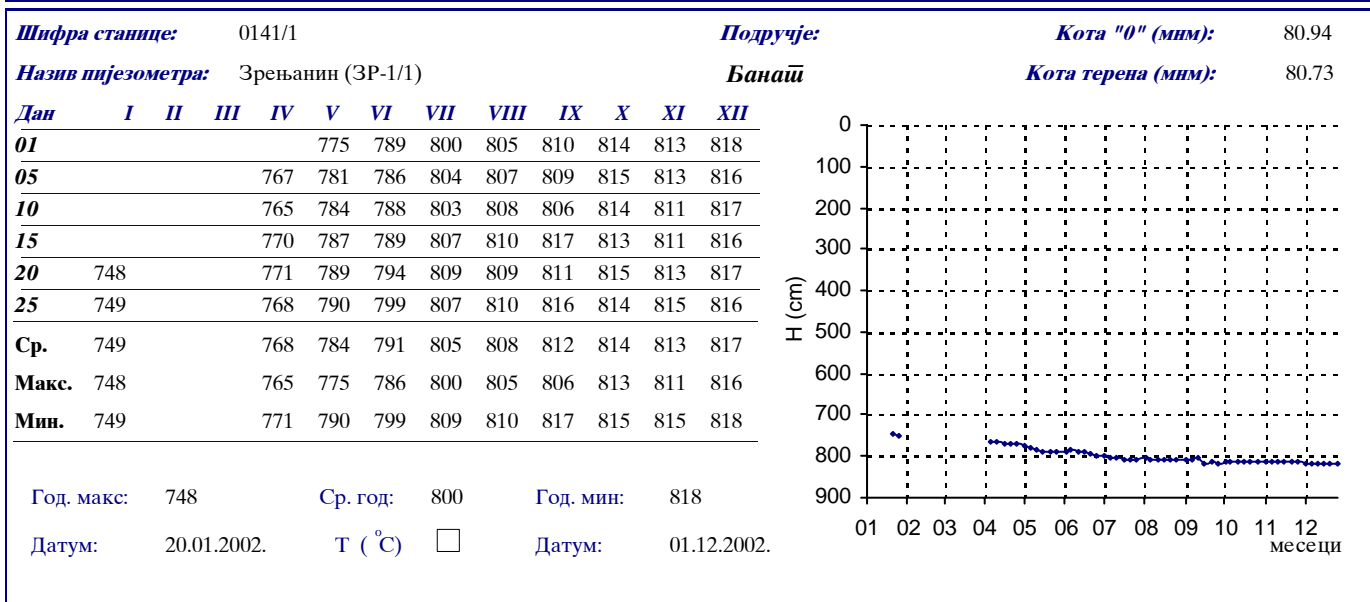 Шифра станице: 0141/1 Подручје: Кота "0" (мнм): 80.94
Назив пијезометра: Зрењанин (ЗР-1/1) Банат Кота терена (мнм): 80.73
Дан I II III IV V VI VII VIII IX X XI XII
01 775 789 800 805 810 814 813 818
05 767 781 786 804 807 809 815 813 816
10 765 784 788 803 808 806 814 811 817
15 770 787 789 807 810 817 813 811 816
20 748 771 789 794 809 809 811 815 813 817
25 749 768 790 799 807 810 816 814 815 816
Ср. 749 768 784 791 805 808 812 814 813 817
Макс. 748 765 775 786 800 805 806 813 811 816
Мин. 749 771 790 799 809 810 817 815 815 818
Год. макс: 748 Ср. год: 800 Год. мин: 818
Датум: 20.01.2002. T (°C) Датум: 01.12.2002.
H (cm)
0
100
200
300
400
500
600
700
800
900
01 02 03 04 05 06 07 08 09 10 11 12
месеци